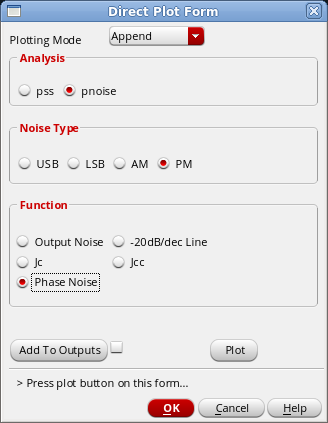 Direct Plot Form
Plotting Mode Append
Analysis
pss pnoise
Noise Type
USB LSB AM PM
Function
Output Noise -20dB/dec Line
Jc Jcc
Phase Noise
Add To Outputs Plot
> Press plot button on this form...
OK Cancel Help